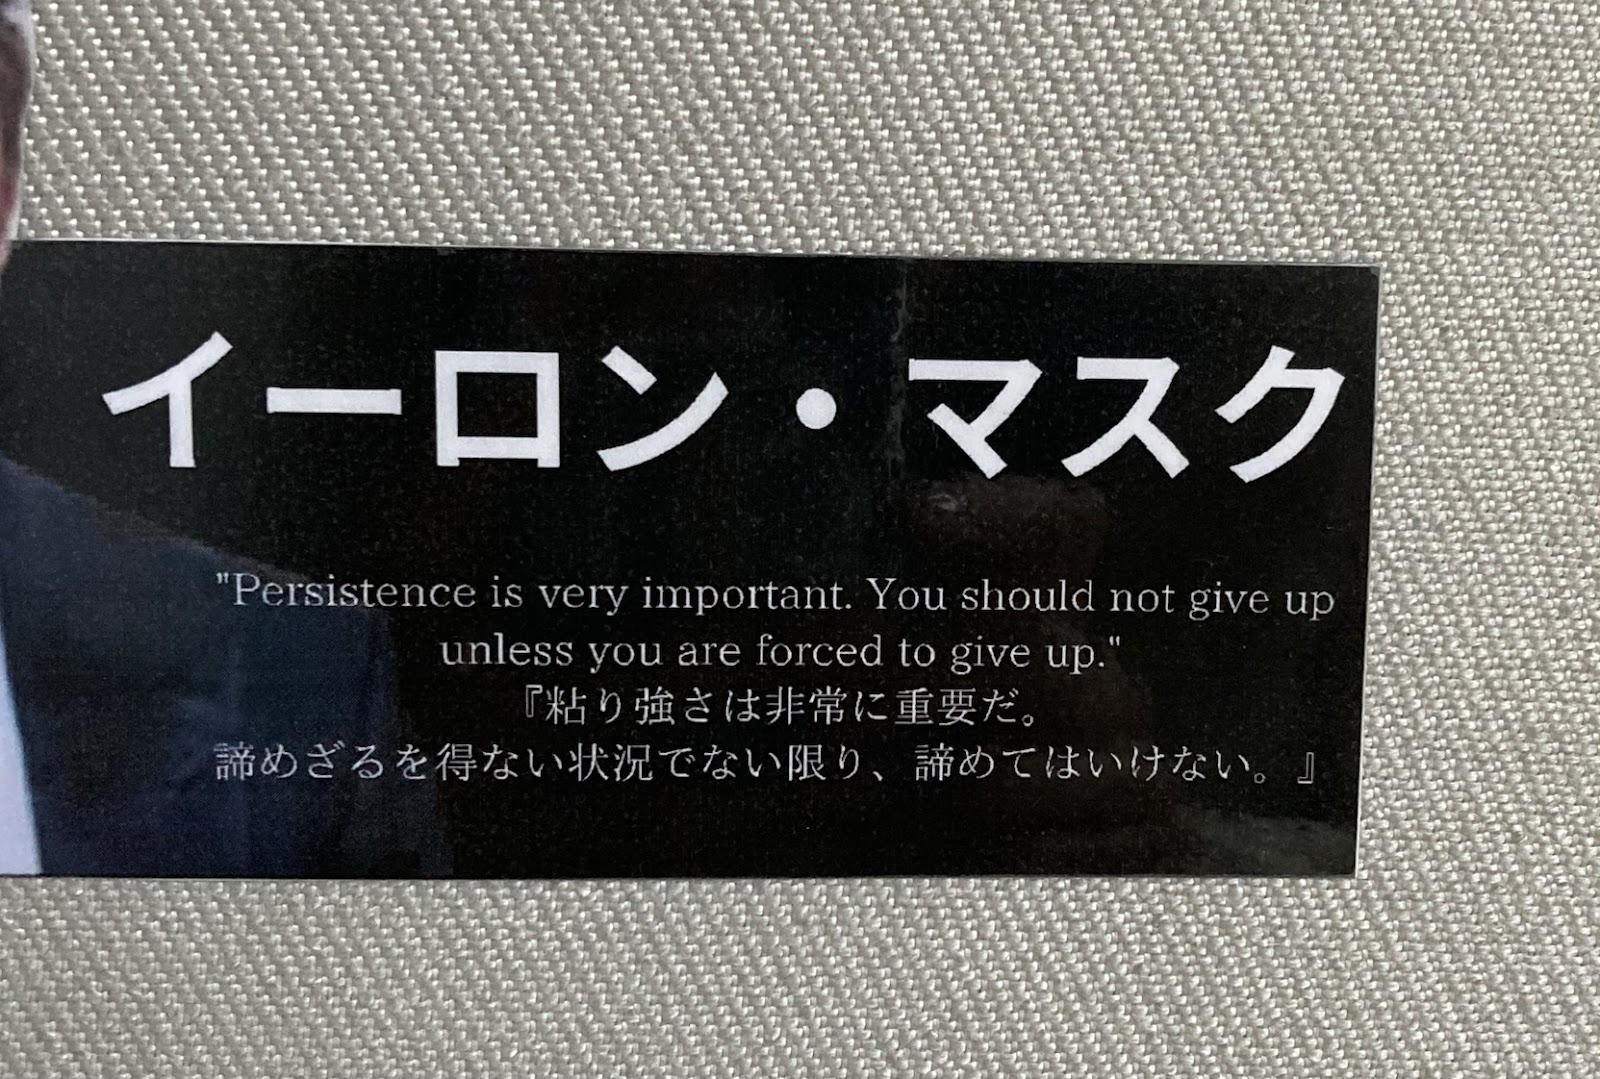 イーロン・マスク
"Persistence is very important. You should not give up
unless you are forced to give up."
『粘り強さは非常に重要だ。
諦めざるを得ない状況でない限り、諦めてはいけない。』